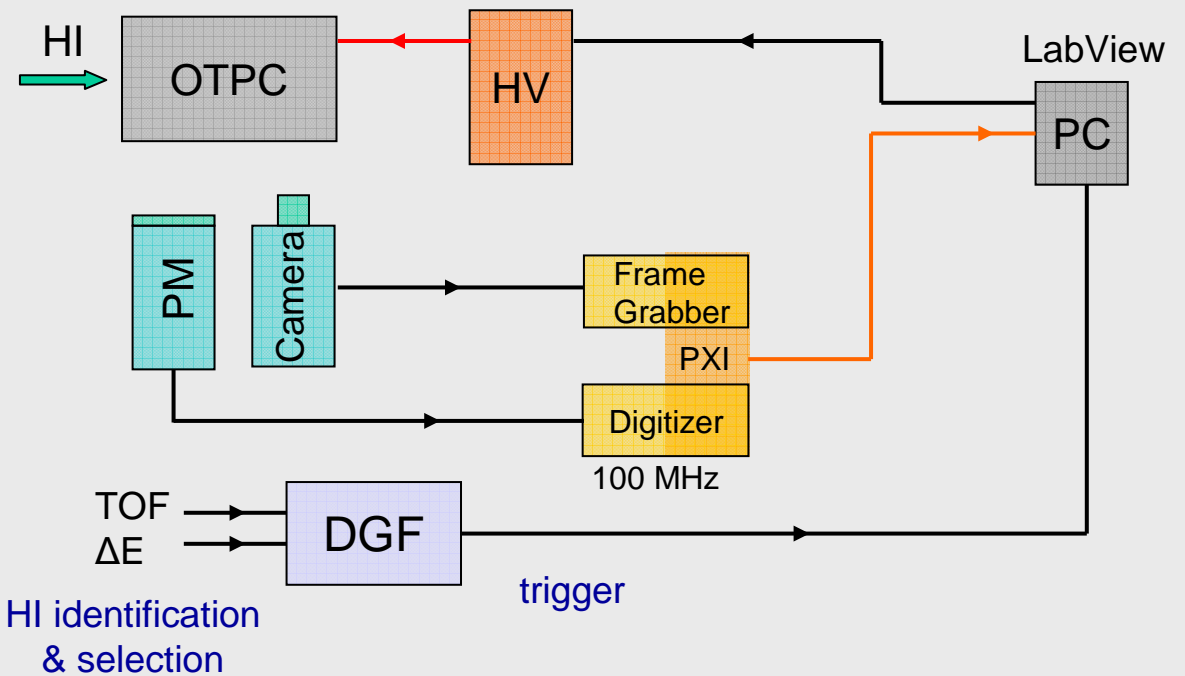 HI
OTPC
HV
LabView
PC
PM
Camera
Frame
Grabber
PXI
Digitizer
100 MHz
TOF
ΔE
DGF
trigger
HI identification
& selection